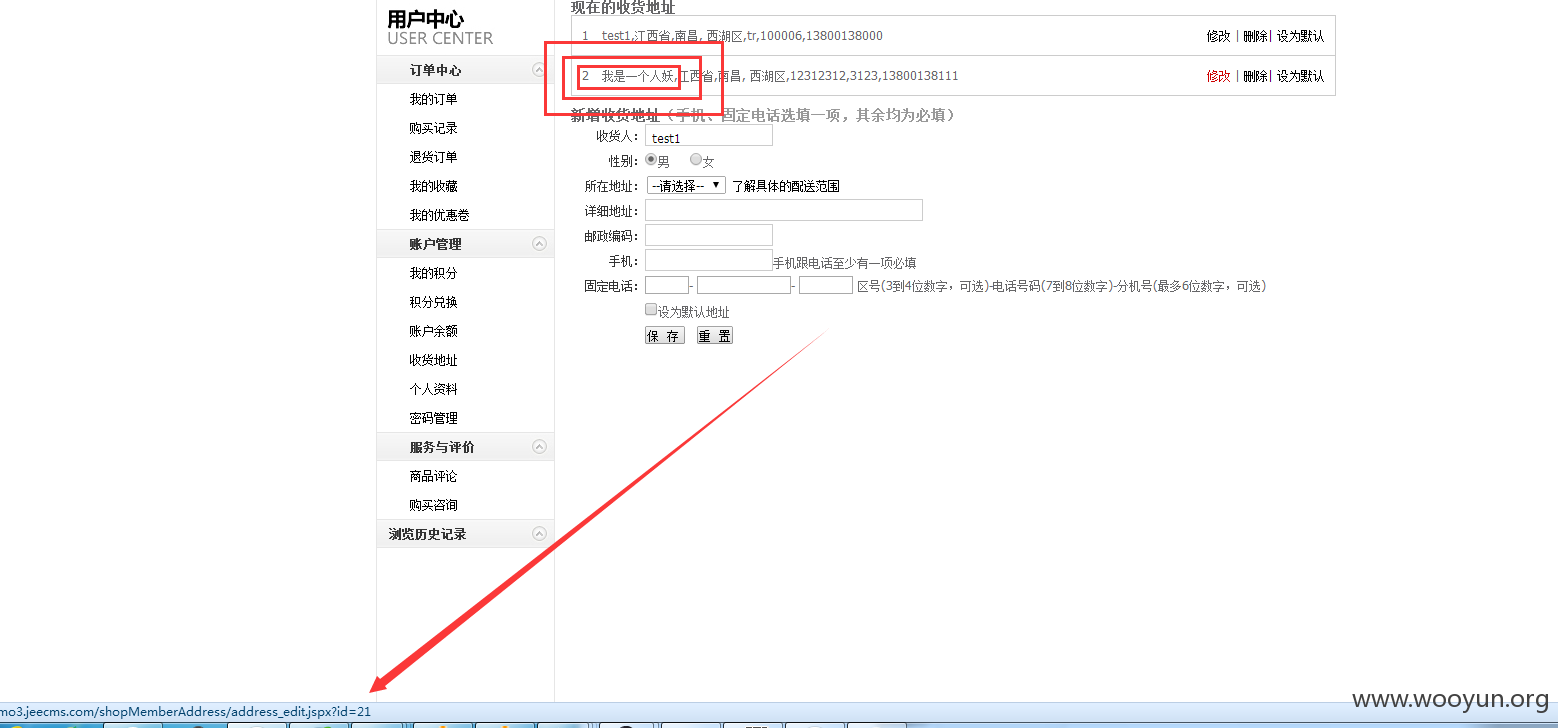 用户中心
USER CENTER
订单中心
我的订单
购买记录
退货订单
我的收藏
我的优惠卷
账户管理
我的积分
积分兑换
账户余额
收货地址
个人资料
密码管理
服务与评价
商品评论
购买咨询
浏览历史记录
现在的收货地址
1 test1,江西省,南昌, 西湖区,tr,100006,13800138000 修改 | 删除| 设为默认
2 我是一个人妖,江西省,南昌, 西湖区,12312312,3123,13800138111 修改 | 删除| 设为默认
新增收货地址（手机、固定电话选填一项，其余均为必填）
收货人： test1
性别： 男 女
所在地址： --请选择-- 了解具体的配送范围
详细地址：
邮政编码：
手机： 手机跟电话至少有一项必填
固定电话： - - 区号(3到4位数字，可选)-电话号码(7到8位数字)-分机号(最多6位数字，可选)
设为默认地址
保 存 重 置
mo3.jeecms.com/shopMemberAddress/address_edit.jspx?id=21
www.wooyun.org